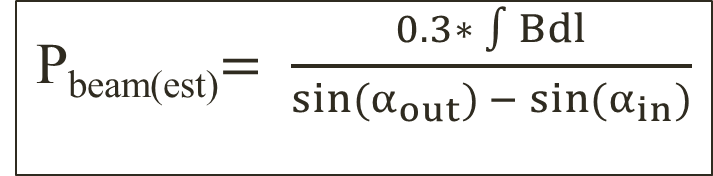 P_beam(est)= 0.3* ∫ Bdl / sin(α_out) − sin(α_in)